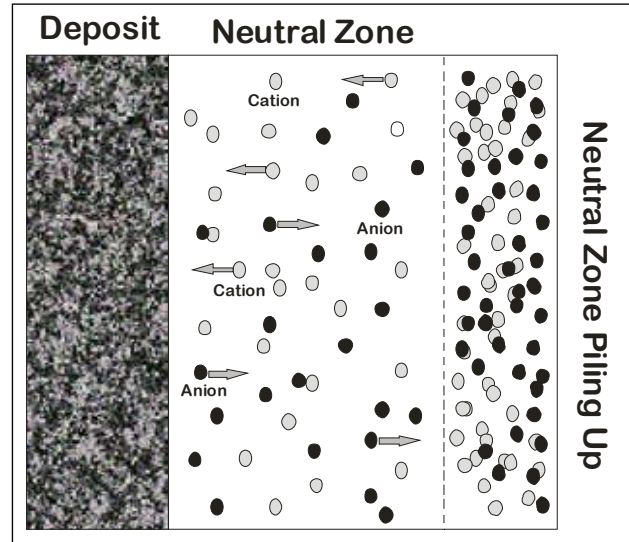 Deposit
Neutral Zone
Cation
Anion
Cation
Anion
Neutral Zone Piling Up